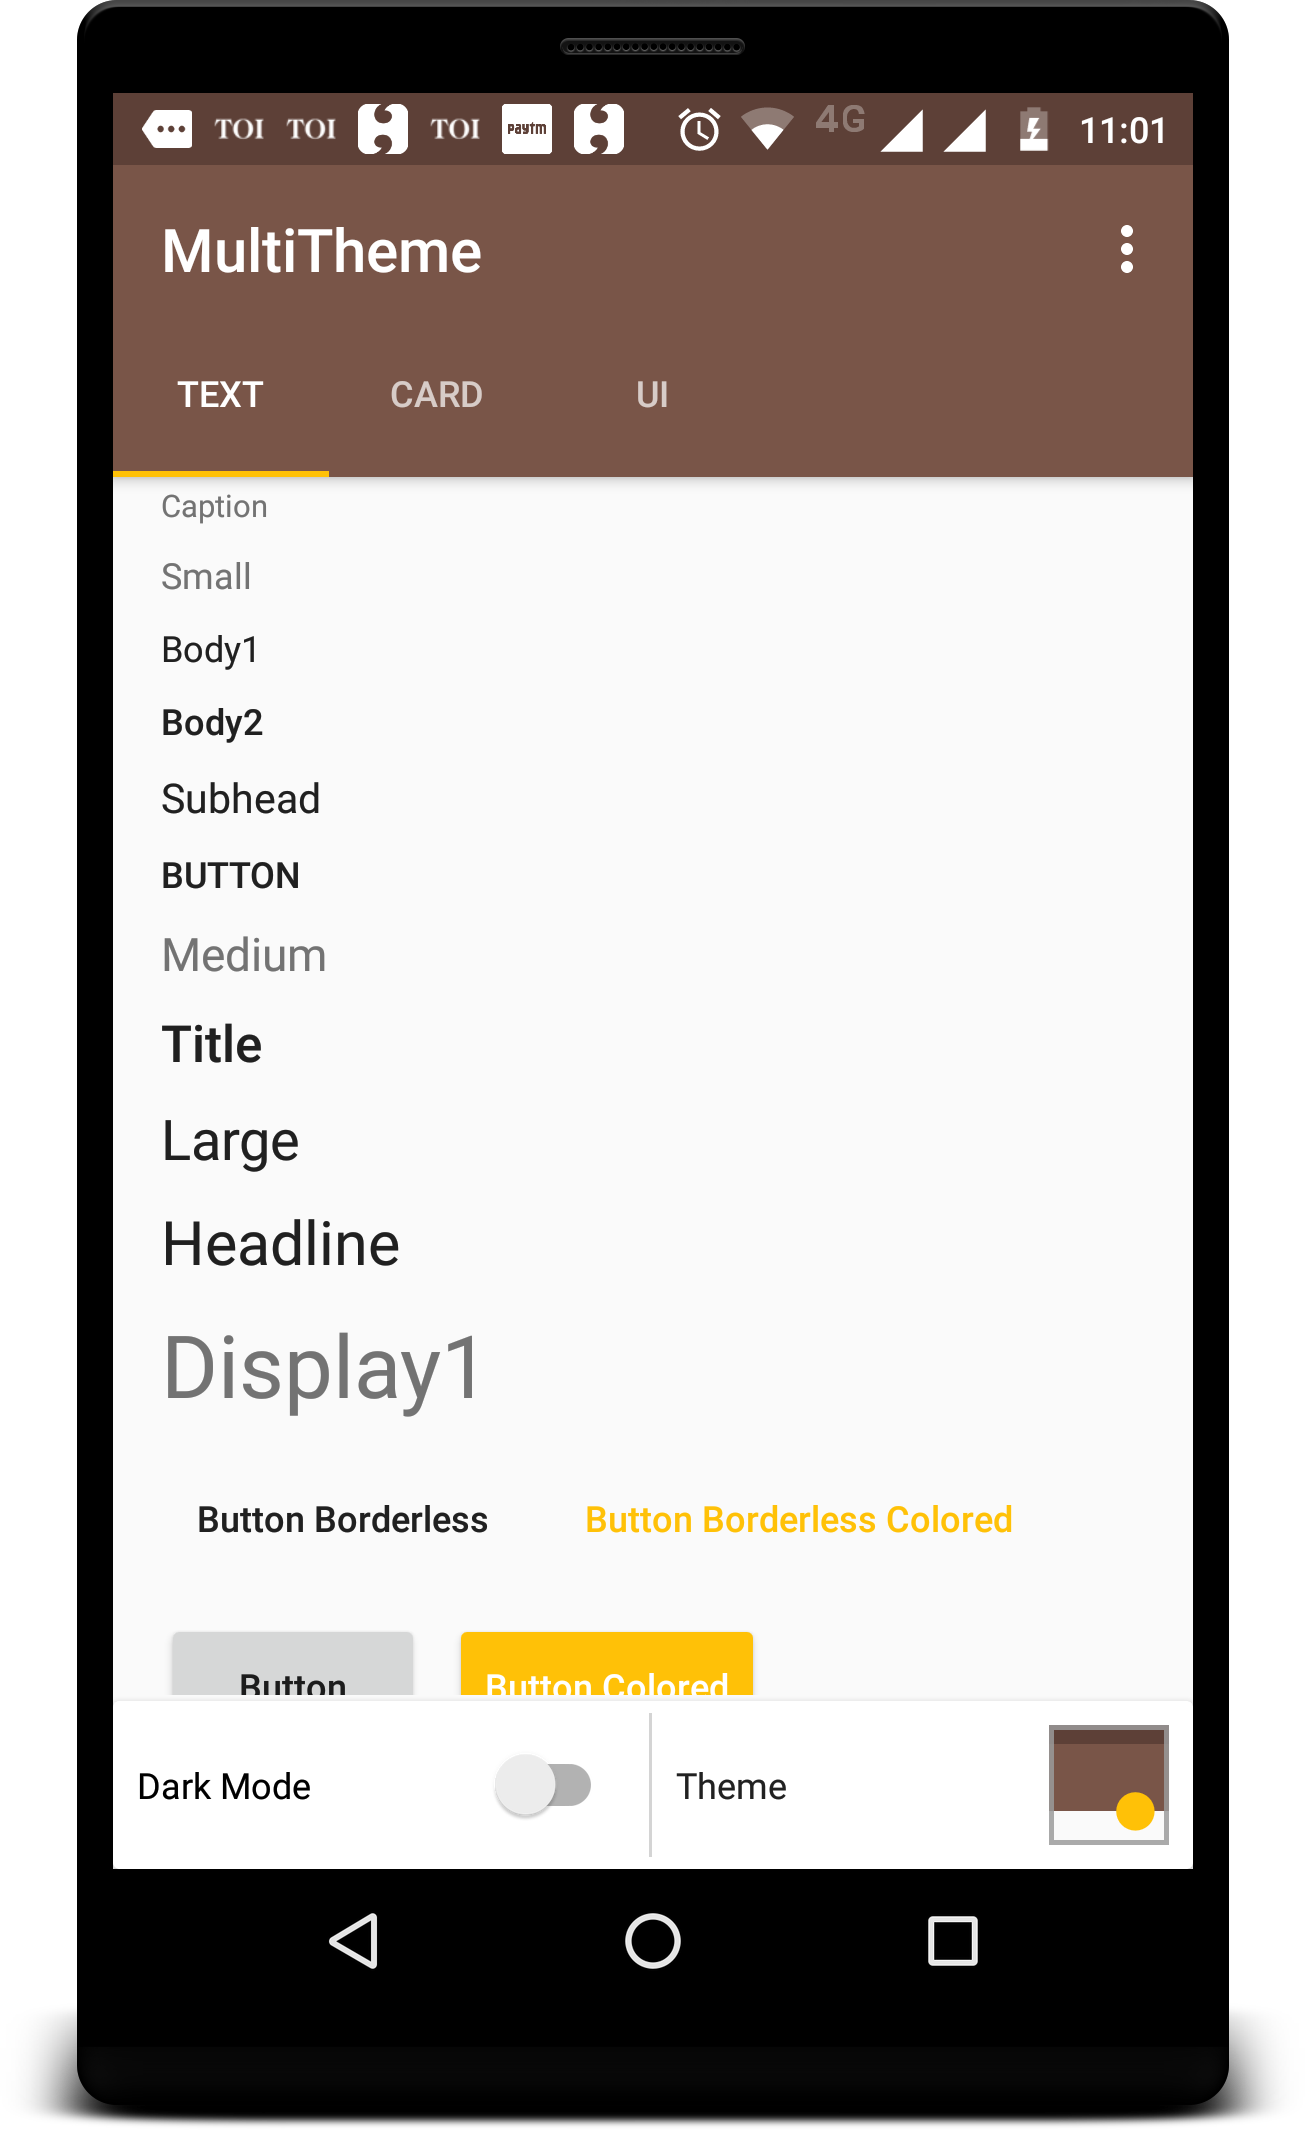 TOI TOI TOI paytm 4G 11:01
MultiTheme
TEXT CARD UI
Caption
Small
Body1
Body2
Subhead
BUTTON
Medium
Title
Large
Headline
Display1
Button Borderless Button Borderless Colored
Button Button Colored
Dark Mode Theme